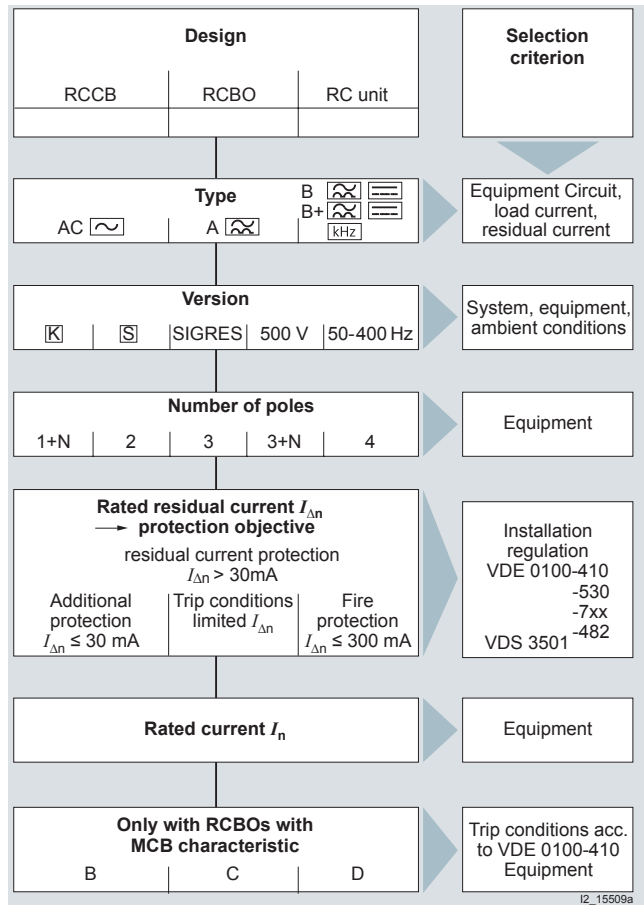 Design
RCCB RCBO RC unit
Selection
criterion
Type
AC A
B
B+
kHz
Equipment Circuit,
load current,
residual current
Version
K S SIGRES 500 V 50-400 Hz
System, equipment,
ambient conditions
Number of poles
1+N 2 3 3+N 4
Equipment
Rated residual current IΔn
→ protection objective
residual current protection
IΔn > 30mA
Additional
protection
IΔn ≤ 30 mA
Trip conditions
limited IΔn
Fire
protection
IΔn ≤ 300 mA
Installation
regulation
VDE 0100-410
-530
-7xx
-482
VDS 3501
Rated current In
Equipment
Only with RCBOs with
MCB characteristic
B C D
Trip conditions acc.
to VDE 0100-410
Equipment
I2_15509a